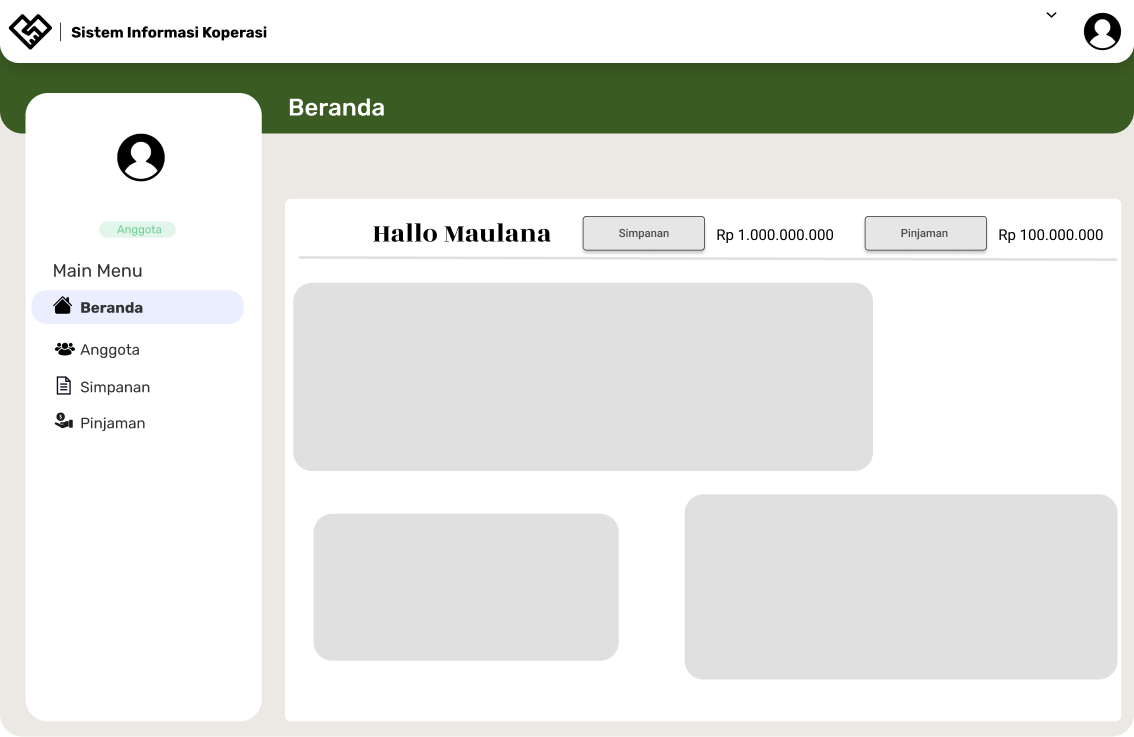 Sistem Informasi Koperasi
Beranda
Anggota
Main Menu
Beranda
Anggota
Simpanan
Pinjaman
Hallo Maulana
Simpanan
Rp 1.000.000.000
Pinjaman
Rp 100.000.000